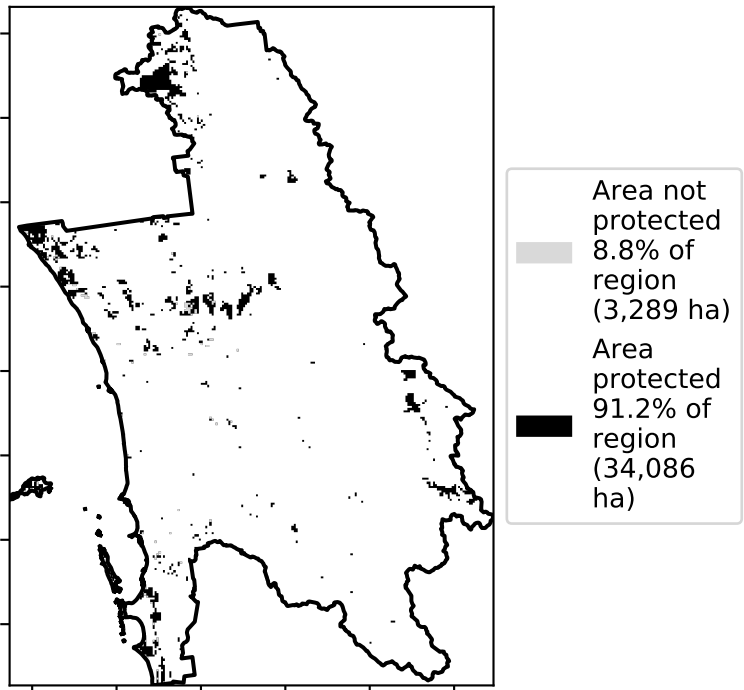 Area not
protected
8.8% of
region
(3,289 ha)
Area
protected
91.2% of
region
(34,086
ha)